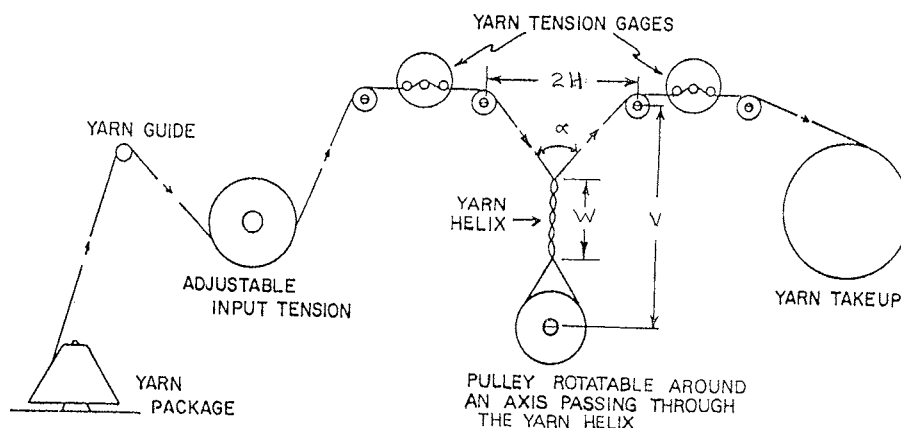 YARN TENSION GAGES
2H
YARN GUIDE
α
YARN
HELIX
W
V
ADJUSTABLE
INPUT TENSION
YARN TAKEUP
YARN
PACKAGE
PULLEY ROTATABLE AROUND
AN AXIS PASSING THROUGH
THE YARN HELIX